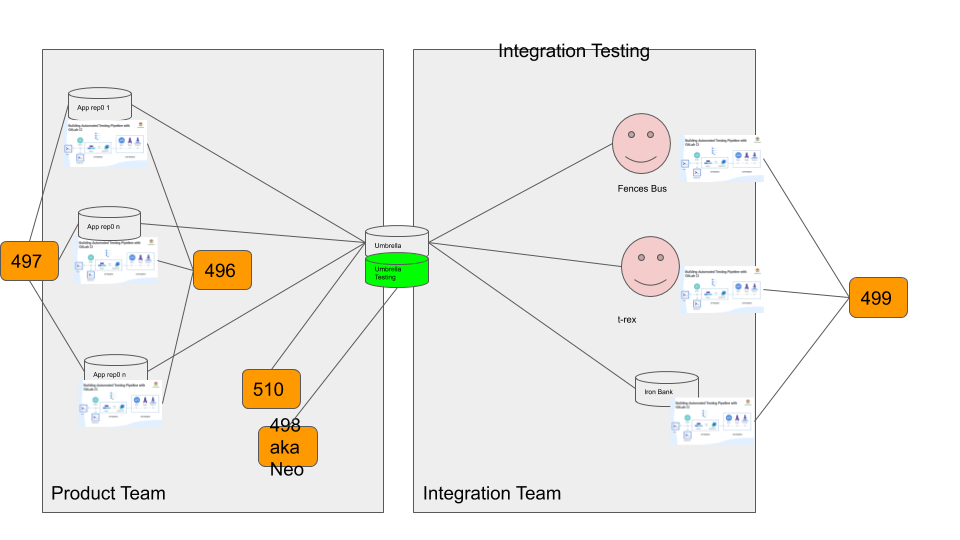 Integration Testing
App rep0 1
Building Automated Testing Pipeline with
GitLab CI
App rep0 n
Building Automated Testing Pipeline with
GitLab CI
497
496
App rep0 n
Building Automated Testing Pipeline with
GitLab CI
Umbrella
Umbrella
Testing
510
498
aka
Neo
Product Team
Building Automated Testing Pipeline with
GitLab CI
Fences Bus
Building Automated Testing Pipeline with
GitLab CI
t-rex
Iron Bank
Building Automated Testing Pipeline with
GitLab CI
499
Integration Team